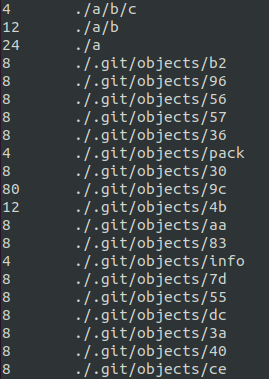 4 ./a/b/c
12 ./a/b
24 ./a
8 ./.git/objects/b2
8 ./.git/objects/96
8 ./.git/objects/56
8 ./.git/objects/57
8 ./.git/objects/36
4 ./.git/objects/pack
8 ./.git/objects/30
80 ./.git/objects/9c
12 ./.git/objects/4b
8 ./.git/objects/aa
8 ./.git/objects/83
4 ./.git/objects/info
8 ./.git/objects/7d
8 ./.git/objects/55
8 ./.git/objects/dc
8 ./.git/objects/3a
8 ./.git/objects/40
8 ./.git/objects/ce